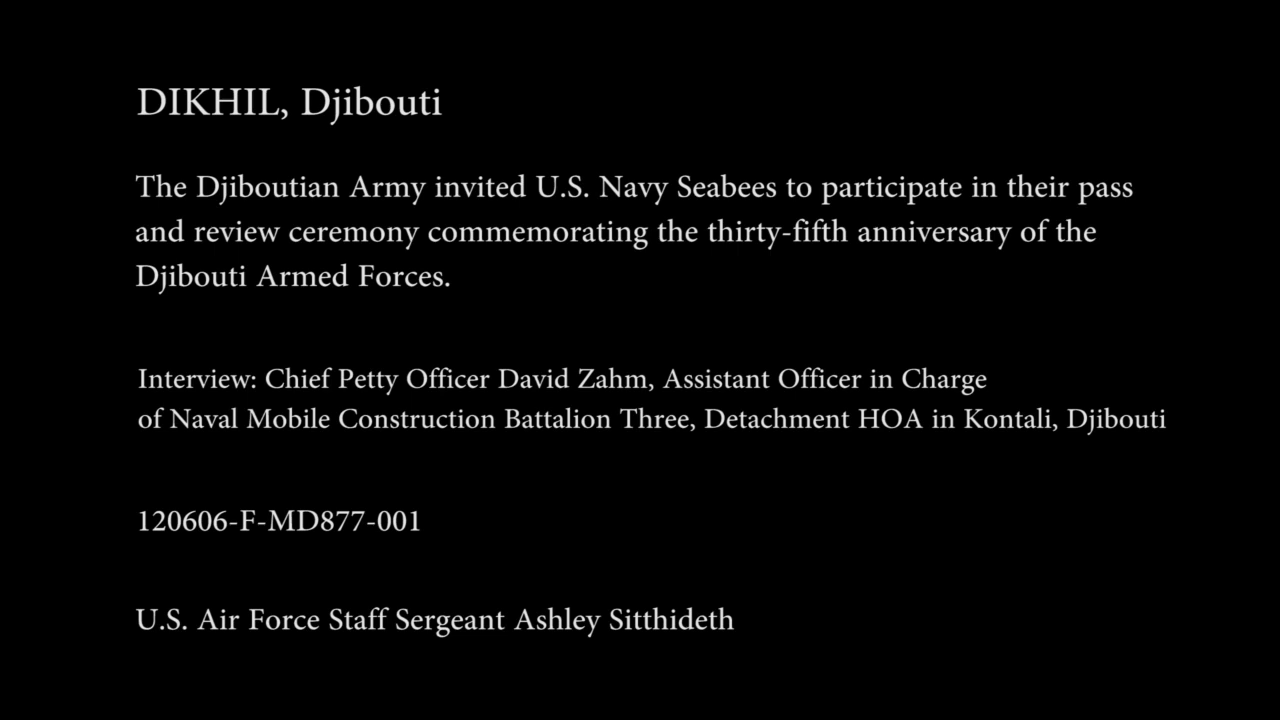 DIKHIL, Djibouti
The Djiboutian Army invited U.S. Navy Seabees to participate in their pass
and review ceremony commemorating the thirty-fifth anniversary of the
Djibouti Armed Forces.
Interview: Chief Petty Officer David Zahm, Assistant Officer in Charge
of Naval Mobile Construction Battalion Three, Detachment HOA in Kontali, Djibouti
120606-F-MD877-001
U.S. Air Force Staff Sergeant Ashley Sitthideth